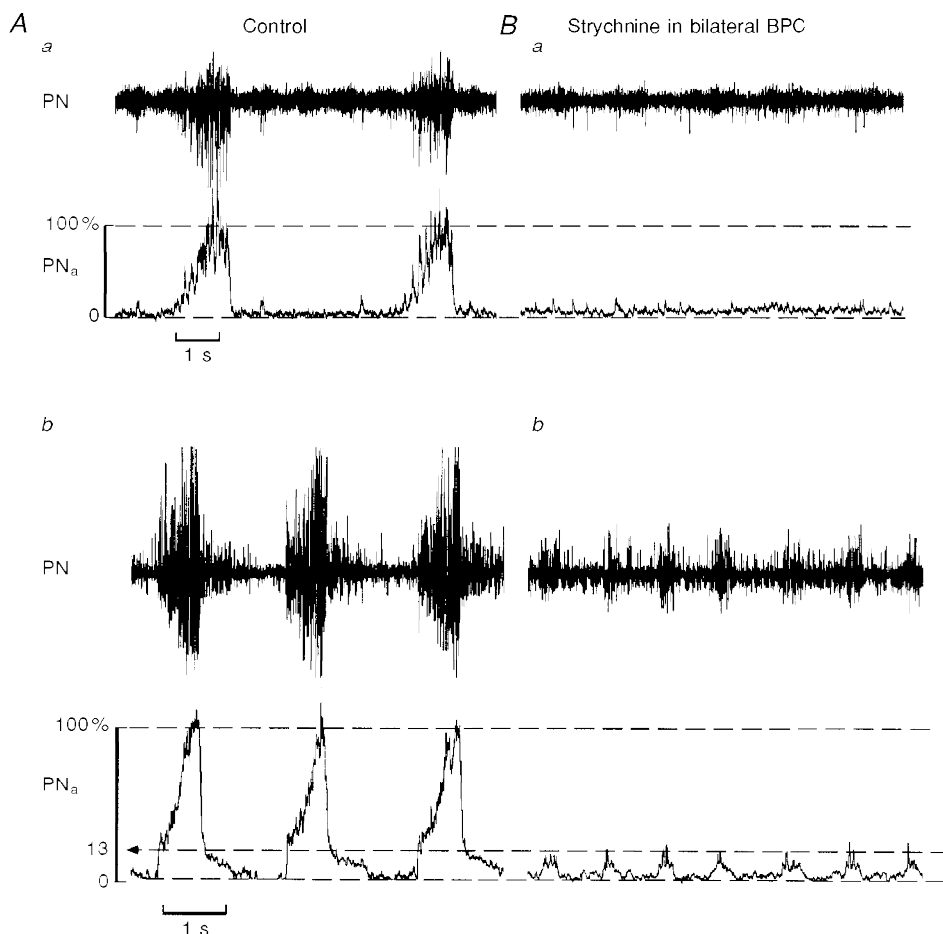 A Control B Strychnine in bilateral BPC
a a
PN
100%
PNa
0
1 s
b b
PN
100%
PNa
13
0
1 s